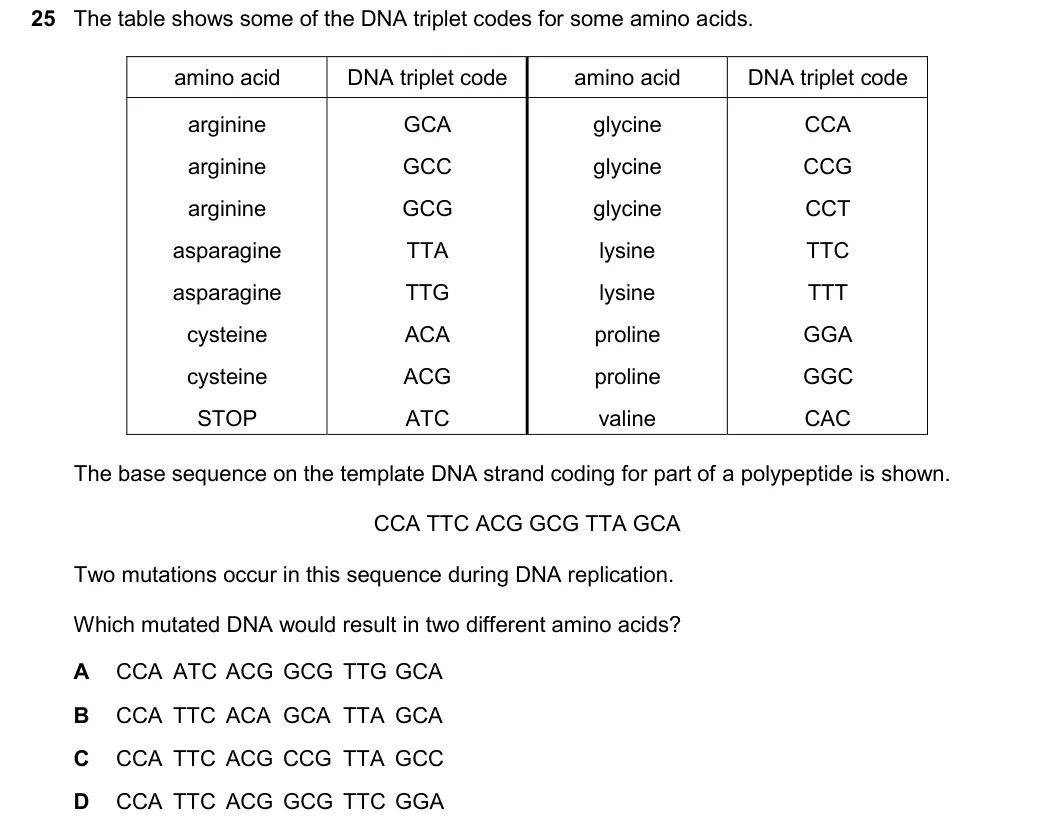 25 The table shows some of the DNA triplet codes for some amino acids.
amino acid DNA triplet code amino acid DNA triplet code
arginine GCA glycine CCA
arginine GCC glycine CCG
arginine GCG glycine CCT
asparagine TTA lysine TTC
asparagine TTG lysine TTT
cysteine ACA proline GGA
cysteine ACG proline GGC
STOP ATC valine CAC
The base sequence on the template DNA strand coding for part of a polypeptide is shown.
CCA TTC ACG GCG TTA GCA
Two mutations occur in this sequence during DNA replication.
Which mutated DNA would result in two different amino acids?
A CCA ATC ACG GCG TTG GCA
B CCA TTC ACA GCA TTA GCA
C CCA TTC ACG CCG TTA GCC
D CCA TTC ACG GCG TTC GGA